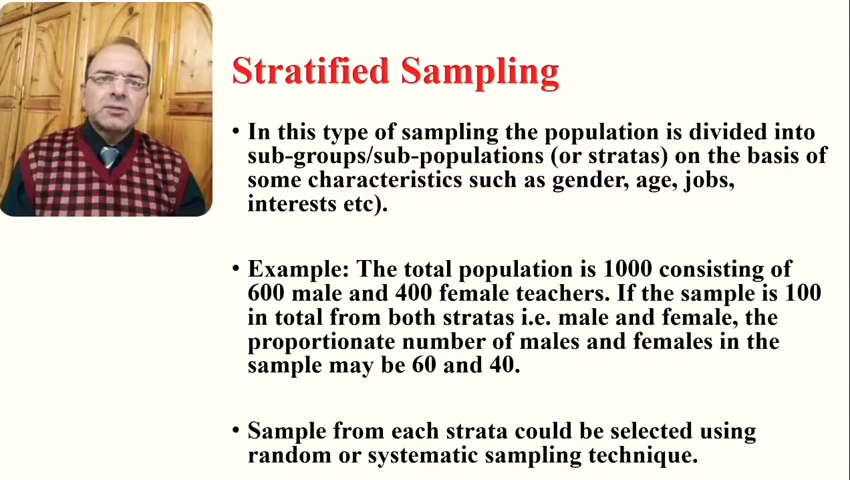 Stratified Sampling
• In this type of sampling the population is divided into
sub-groups/sub-populations (or stratas) on the basis of
some characteristics such as gender, age, jobs,
interests etc).
• Example: The total population is 1000 consisting of
600 male and 400 female teachers. If the sample is 100
in total from both stratas i.e. male and female, the
proportionate number of males and females in the
sample may be 60 and 40.
• Sample from each strata could be selected using
random or systematic sampling technique.